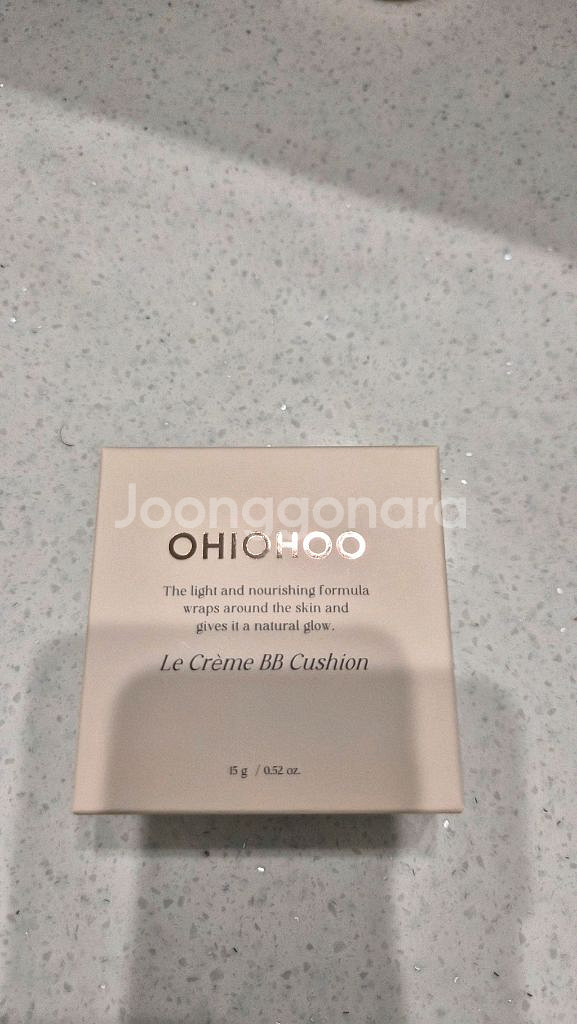 Joonggonara
OHIOHOO
The light and nourishing formula
wraps around the skin and
gives it a natural glow.
Le Crème BB Cushion
15 g / 0.52 oz.